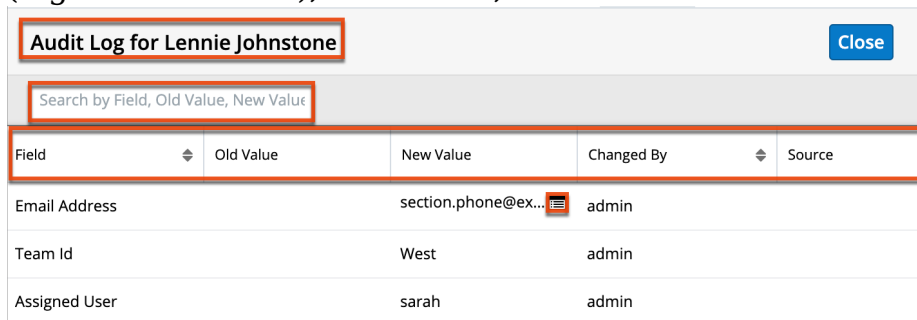 Audit Log for Lennie Johnstone
Close
Search by Field, Old Value, New Value
Field Old Value New Value Changed By Source
Email Address section.phone@ex... admin
Team Id West admin
Assigned User sarah admin